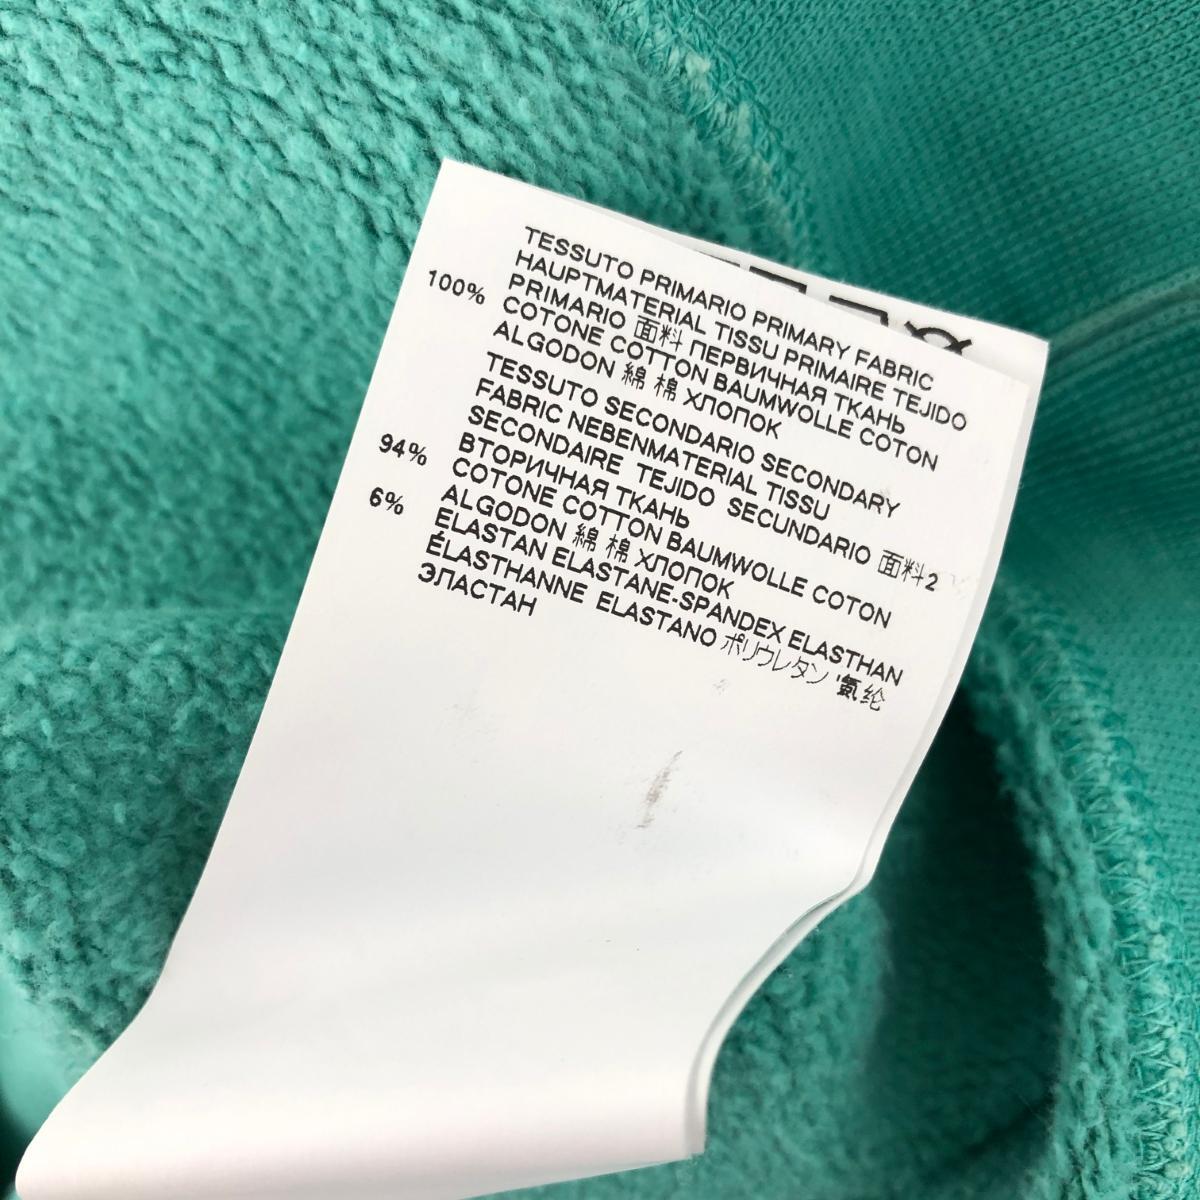 TESSUTO PRIMARIO PRIMARY FABRIC
HAUPTMATERIAL TISSU PRIMAIRE TEJIDO
PRIMARIO 面料 ПЕРВИЧНАЯ ТКАНЬ
100% COTONE COTTON BAUMWOLLE COTON
ALGODON 綿 棉 ХЛОПОК
TESSUTO SECONDARIO SECONDARY
FABRIC NEBENMATERIAL TISSU
SECONDAIRE TEJIDO SECUNDARIO 面料2
ВТОРИЧНАЯ ТКАНЬ
94% COTONE COTTON BAUMWOLLE COTON
ALGODON 綿 棉 ХЛОПОК
6% ELASTAN ELASTANE-SPANDEX ELASTHAN
ÉLASTHANNE ELASTANO ポリウレタン 氨纶
ЭЛАСТАН